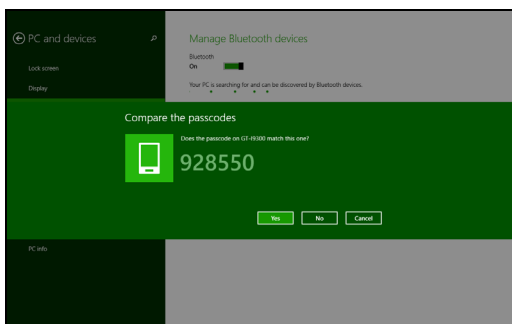 PC and devices
Manage Bluetooth devices
Lock screen
Bluetooth
On
Display
Your PC is searching for and can be discovered by Bluetooth devices.
Compare the passcodes
Does the passcode on GT-I9300 match this one?
928550
Yes No Cancel
PC info